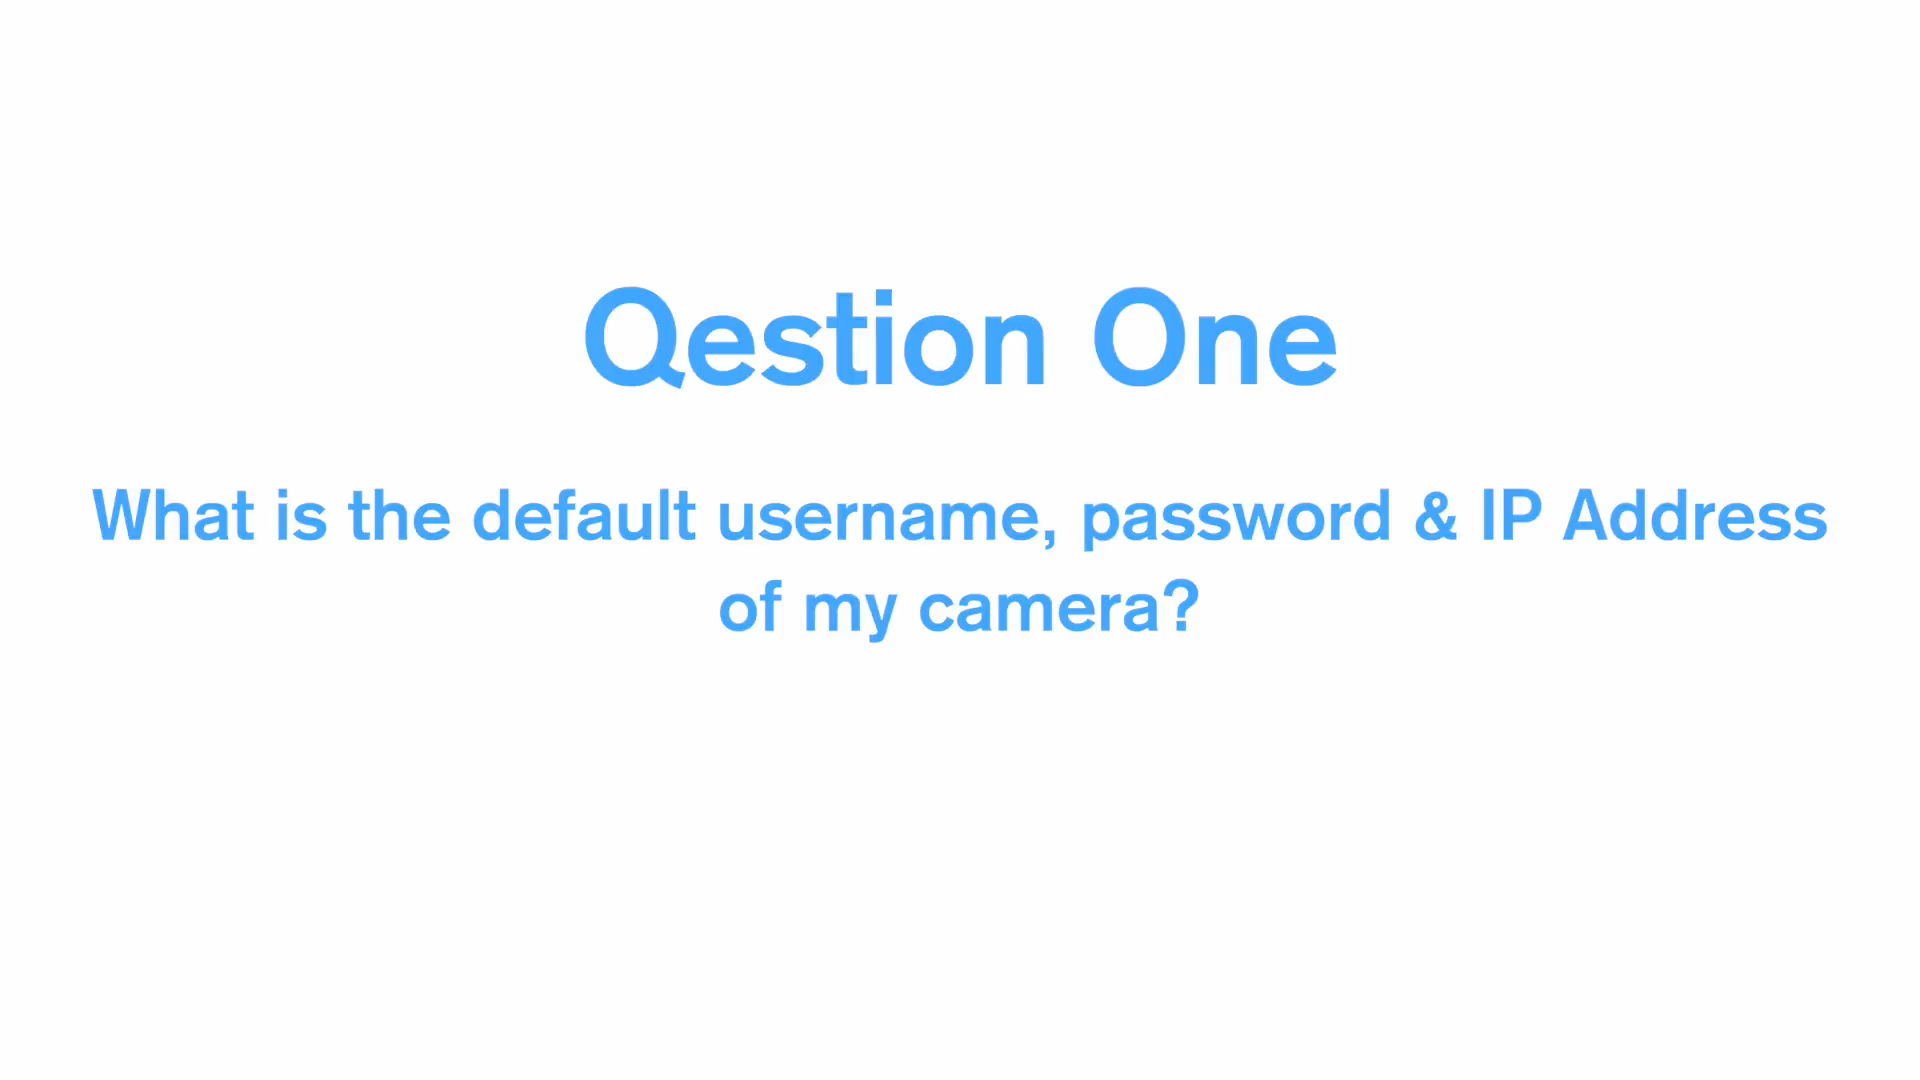 Qestion One
What is the default username, password & IP Address
of my camera?